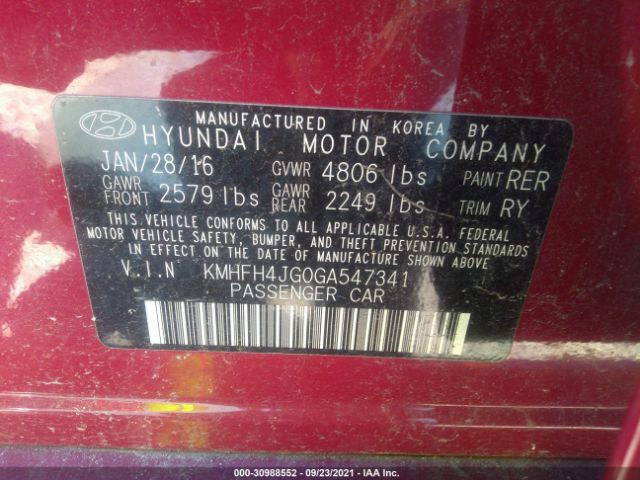 MANUFACTURED IN KOREA BY
HYUNDAI MOTOR COMPANY
JAN/28/16 GVWR 4806 lbs PAINT RER
GAWR FRONT 2579 lbs GAWR REAR 2249 lbs TRIM RY
THIS VEHICLE CONFORMS TO ALL APPLICABLE U.S.A. FEDERAL
MOTOR VEHICLE SAFETY, BUMPER, AND THEFT PREVENTION STANDARDS
IN EFFECT ON THE DATE OF MANUFACTURE SHOWN ABOVE.
V.I.N KMHFH4JG0GA547341
PASSENGER CAR
000-30988552 — 09/23/2021 — IAA Inc.